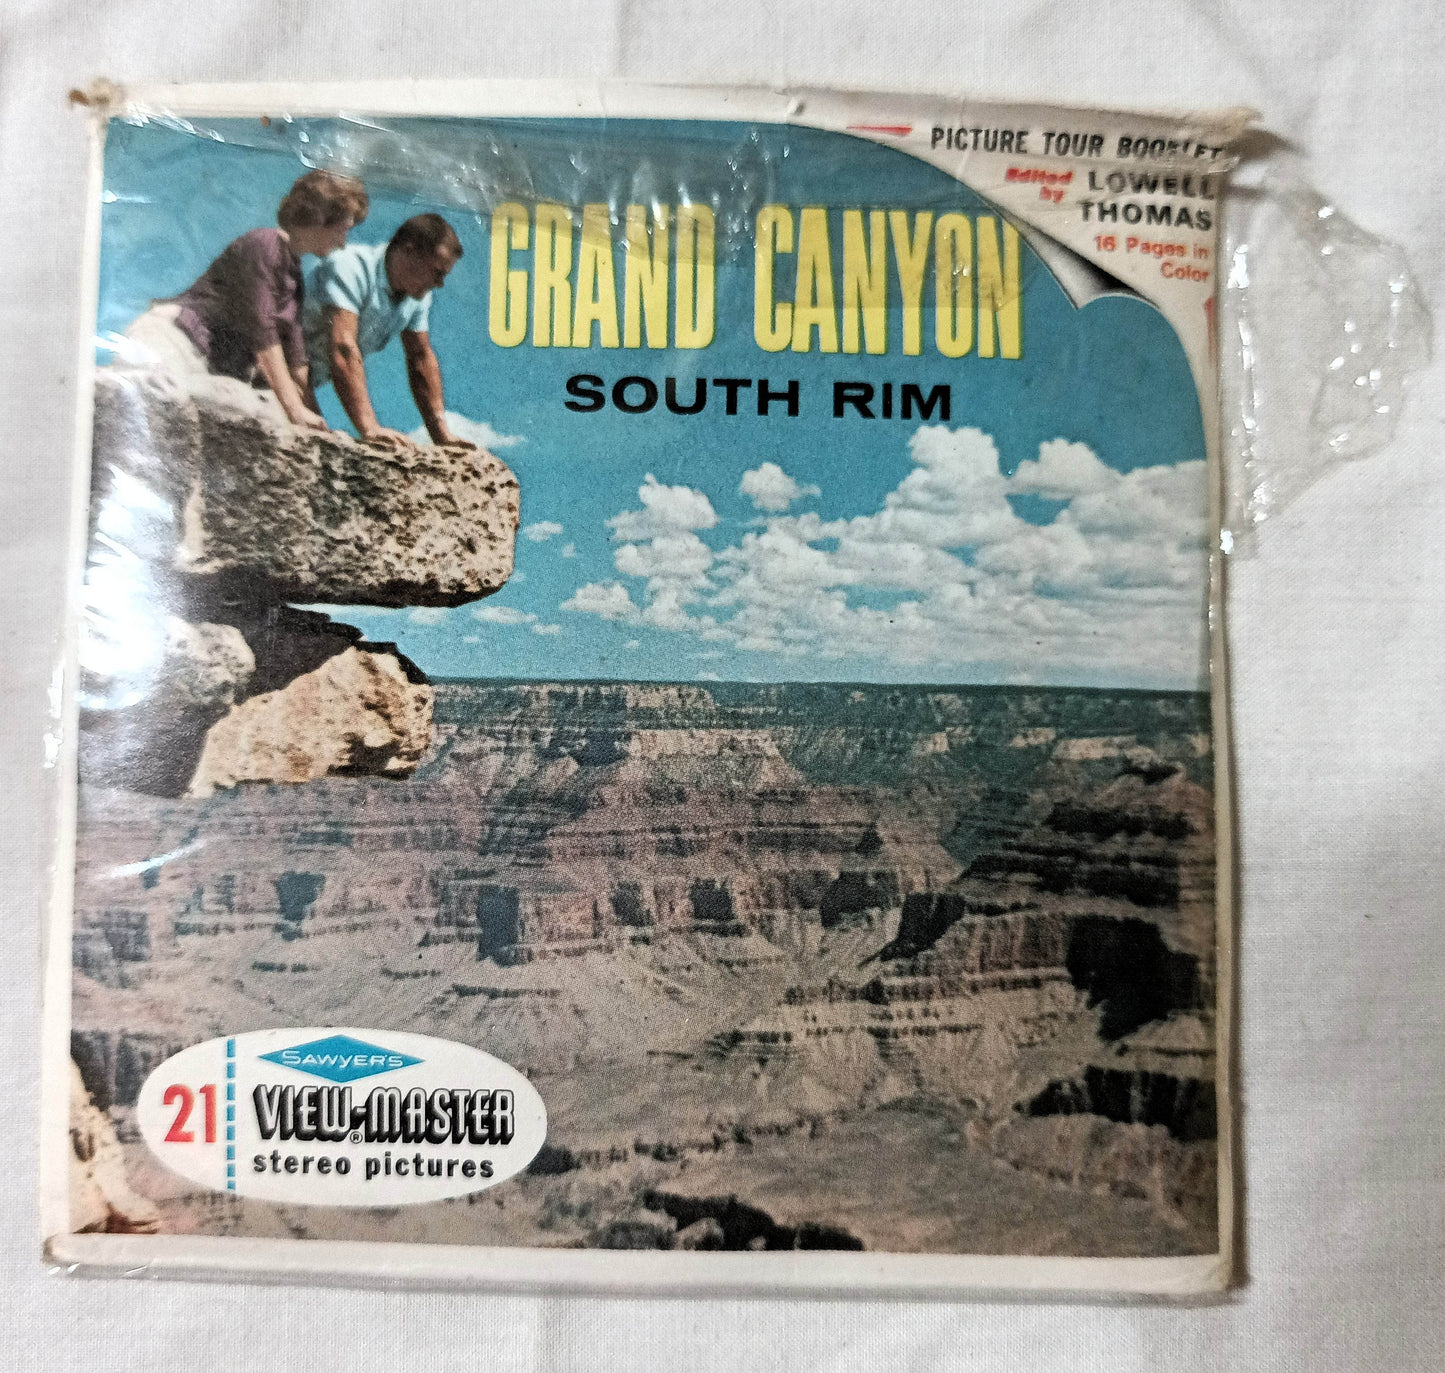 PICTURE TOUR BOOKLET
Edited by LOWELL THOMAS
16 Pages in
Color
GRAND CANYON
SOUTH RIM
SAWYER'S
21 VIEW-MASTER®
stereo pictures